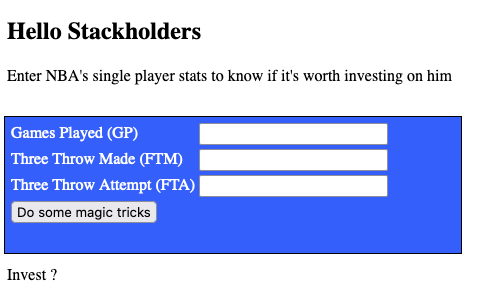 Hello Stackholders
Enter NBA's single player stats to know if it's worth investing on him
Games Played (GP)
Three Throw Made (FTM)
Three Throw Attempt (FTA)
Do some magic tricks
Invest ?